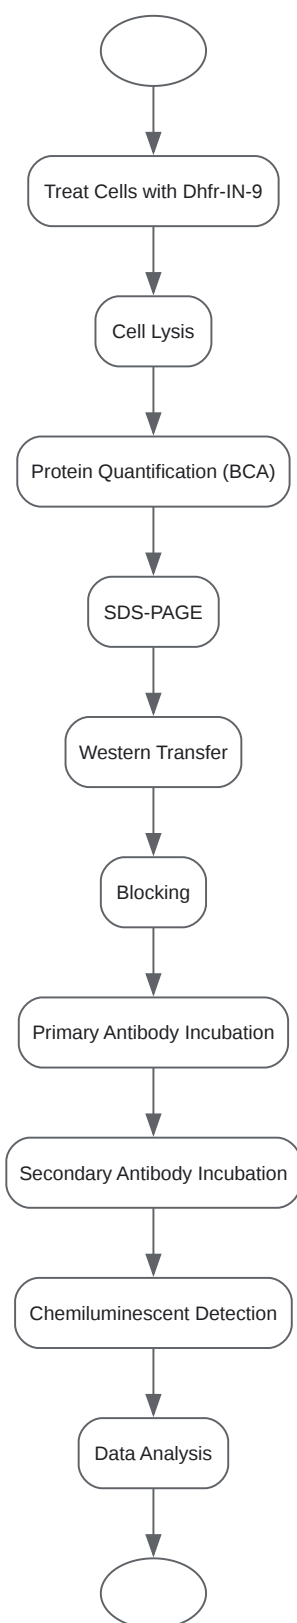 Treat Cells with Dhfr-IN-9
Cell Lysis
Protein Quantification (BCA)
SDS-PAGE
Western Transfer
Blocking
Primary Antibody Incubation
Secondary Antibody Incubation
Chemiluminescent Detection
Data Analysis